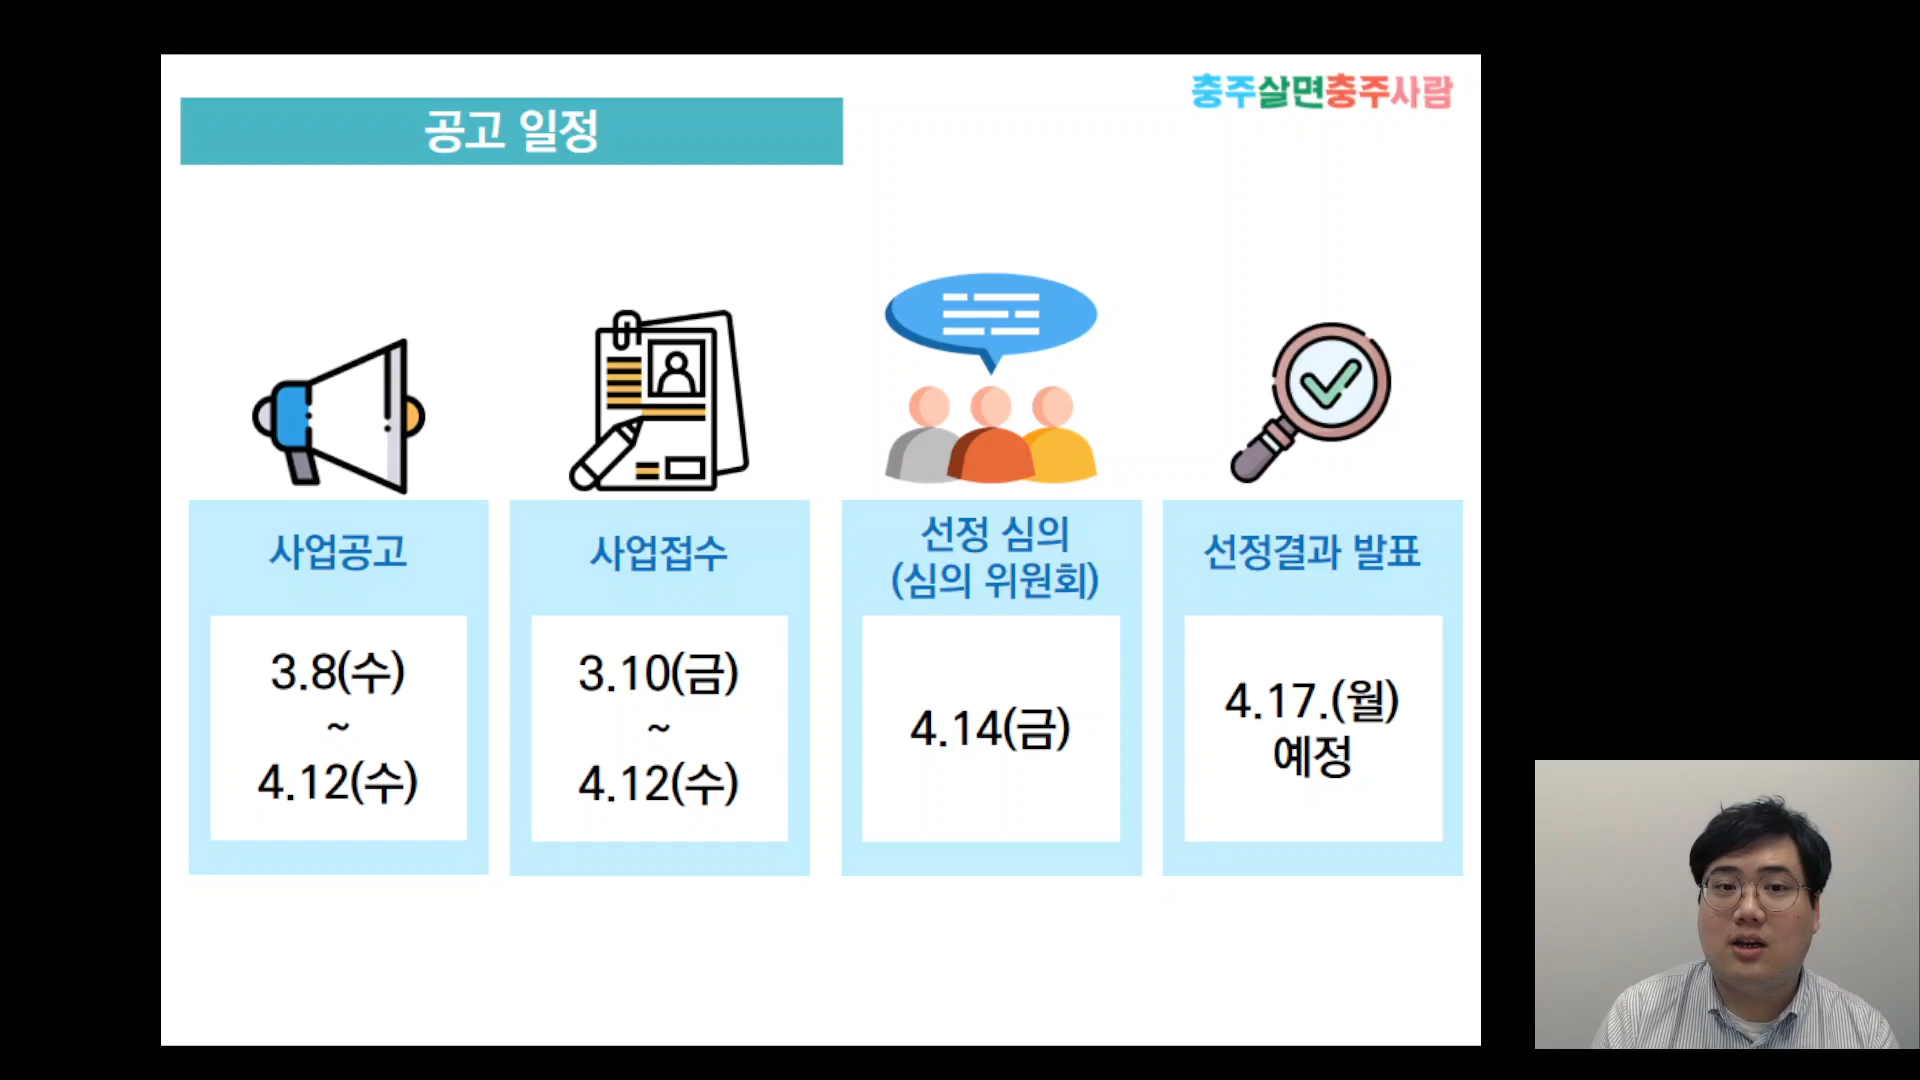 충주살면충주사람
공고 일정
사업공고
3.8(수)
~
4.12(수)
사업접수
3.10(금)
~
4.12(수)
선정 심의
(심의 위원회)
4.14(금)
선정결과 발표
4.17.(월)
예정